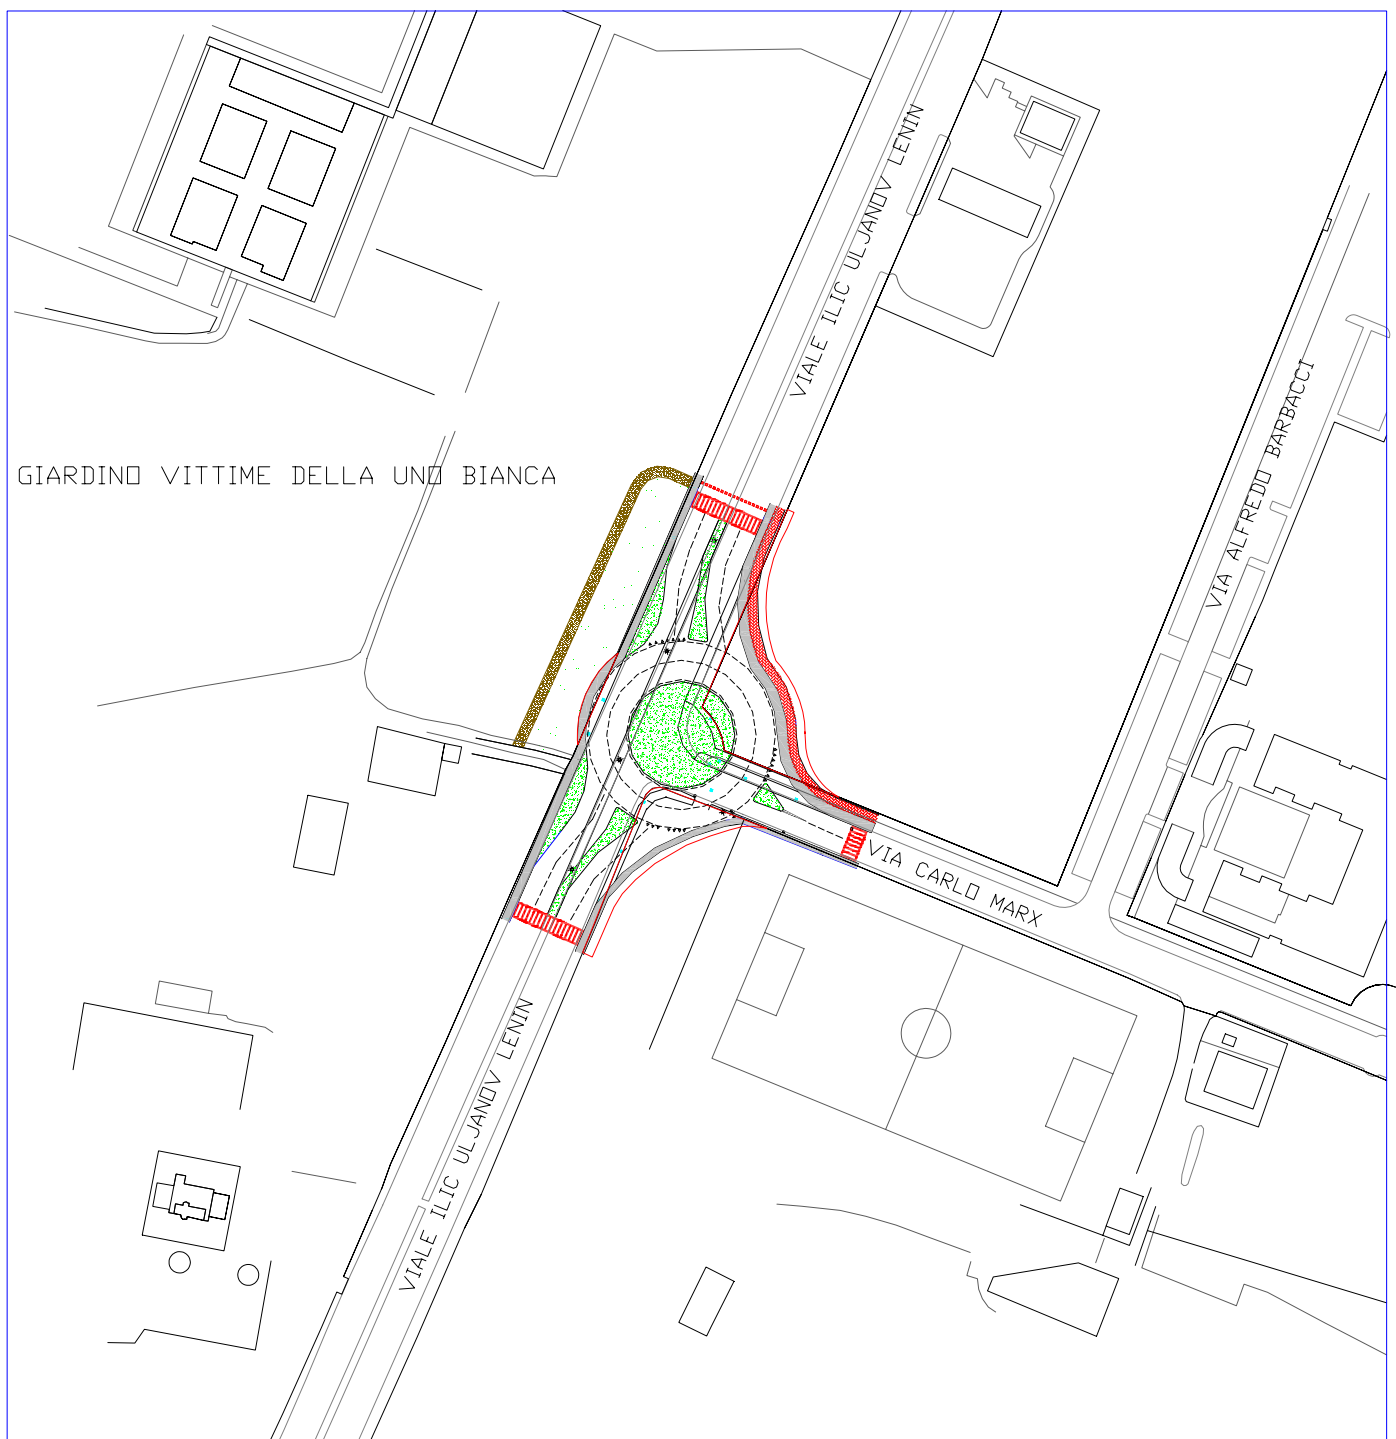 VIALE ILIC ULJANOV LENIN
VIA ALFREDO BARBACCI
GIARDINO VITTIME DELLA UNO BIANCA
VIA CARLO MARX
VIALE ILIC ULJANOV LENIN